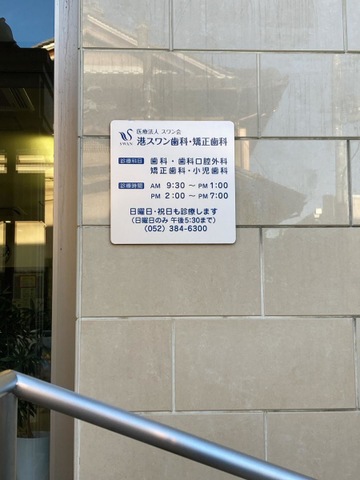 医療法人 スワン会
SWAN 港スワン歯科・矯正歯科
診療科目 歯科・歯科口腔外科
矯正歯科・小児歯科
診療時間 AM 9:30 ～ PM 1:00
PM 2:00 ～ PM 7:00
日曜日・祝日も診療します
（日曜日のみ 午後5:30まで）
(052) 384-6300